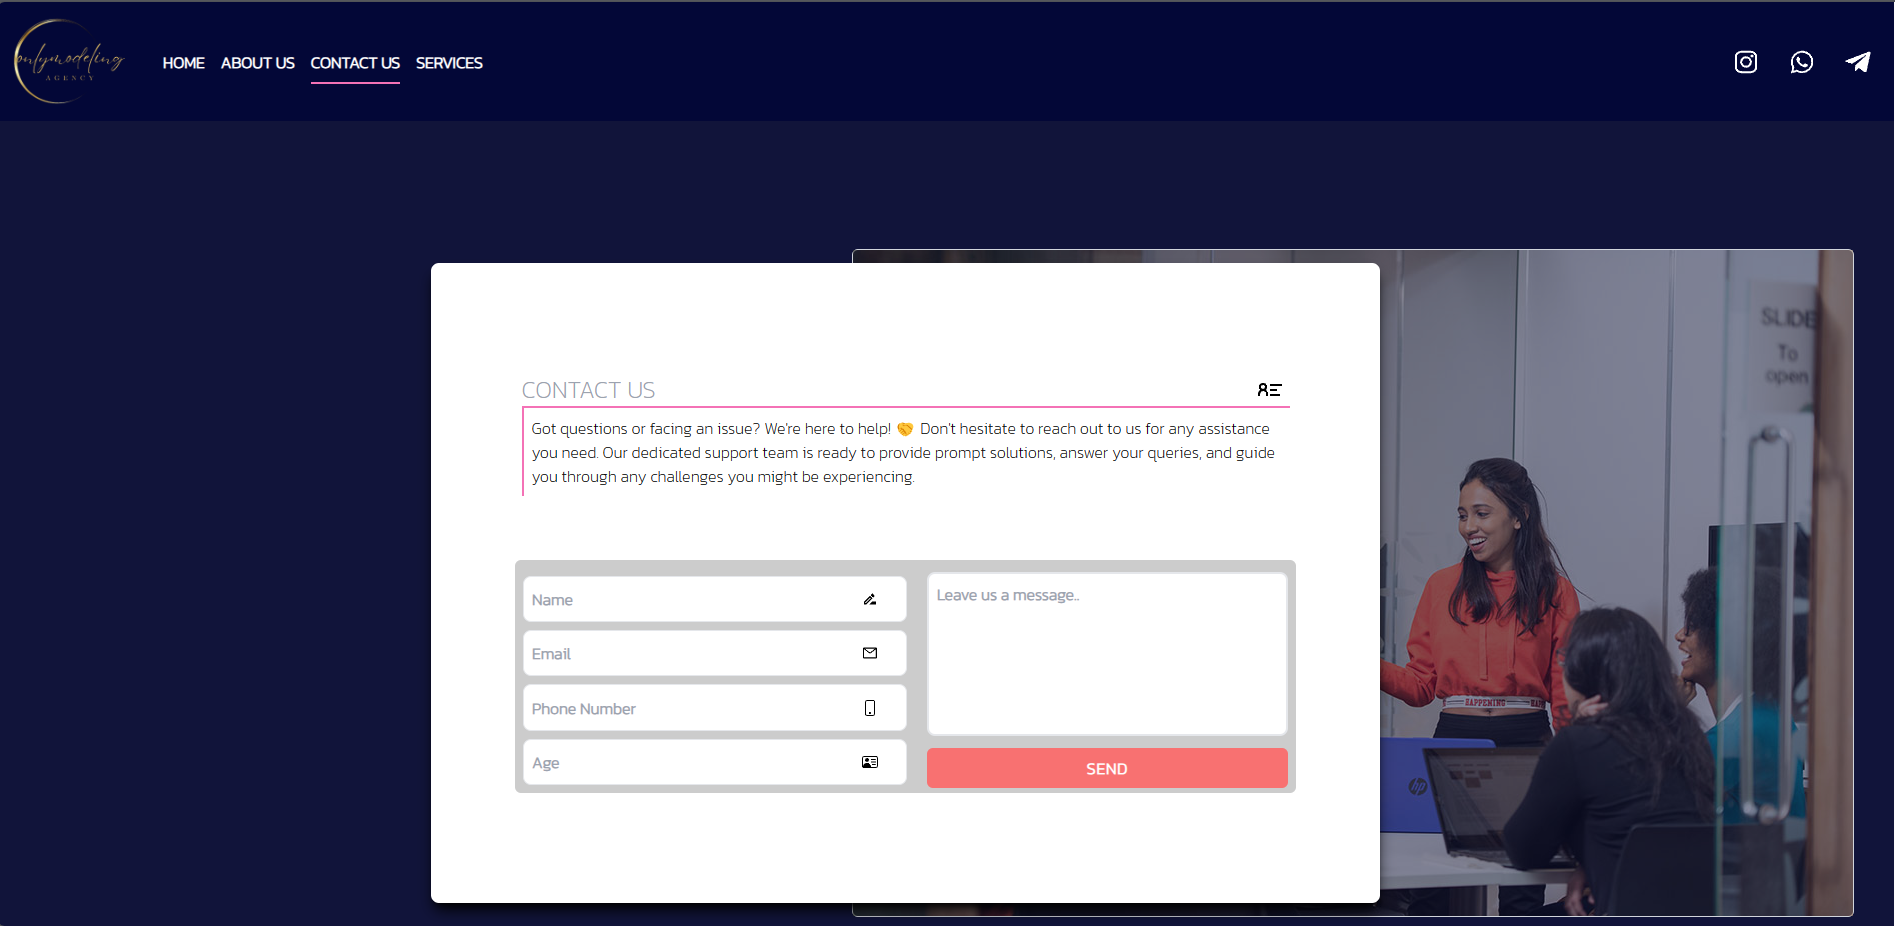 onlymodeling
AGENCY
HOME ABOUT US CONTACT US SERVICES
SLIDE
To
open
CONTACT US
Got questions or facing an issue? We're here to help! 🤝 Don't hesitate to reach out to us for any assistance
you need. Our dedicated support team is ready to provide prompt solutions, answer your queries, and guide
you through any challenges you might be experiencing.
Name
Email
Phone Number
Age
Leave us a message..
SEND
HAPPENING HAP
hp